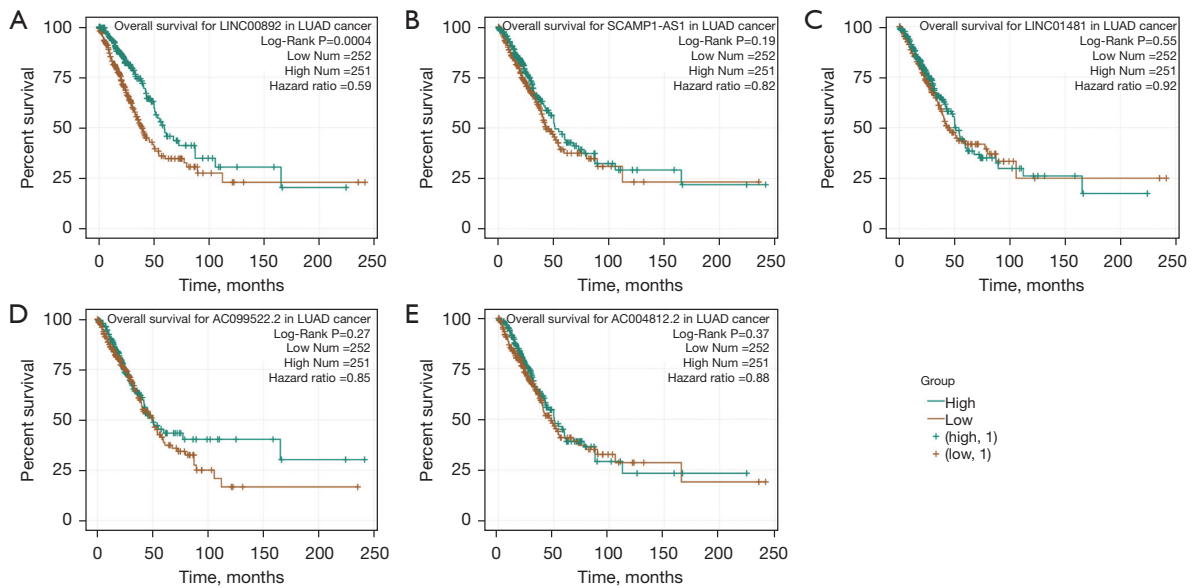 A
Overall survival for LINC00892 in LUAD cancer
Log-Rank P=0.0004
Low Num =252
High Num =251
Hazard ratio =0.59
Percent survival
100
75
50
25
0
0 50 100 150 200 250
Time, months
B
Overall survival for SCAMP1-AS1 in LUAD cancer
Log-Rank P=0.19
Low Num =252
High Num =251
Hazard ratio =0.82
Percent survival
100
75
50
25
0
0 50 100 150 200 250
Time, months
C
Overall survival for LINC01481 in LUAD cancer
Log-Rank P=0.55
Low Num =252
High Num =251
Hazard ratio =0.92
Percent survival
100
75
50
25
0
0 50 100 150 200 250
Time, months
D
Overall survival for AC099522.2 in LUAD cancer
Log-Rank P=0.27
Low Num =252
High Num =251
Hazard ratio =0.85
Percent survival
100
75
50
25
0
0 50 100 150 200 250
Time, months
E
Overall survival for AC004812.2 in LUAD cancer
Log-Rank P=0.37
Low Num =252
High Num =251
Hazard ratio =0.88
Percent survival
100
75
50
25
0
0 50 100 150 200 250
Time, months
Group
High
Low
(high, 1)
(low, 1)